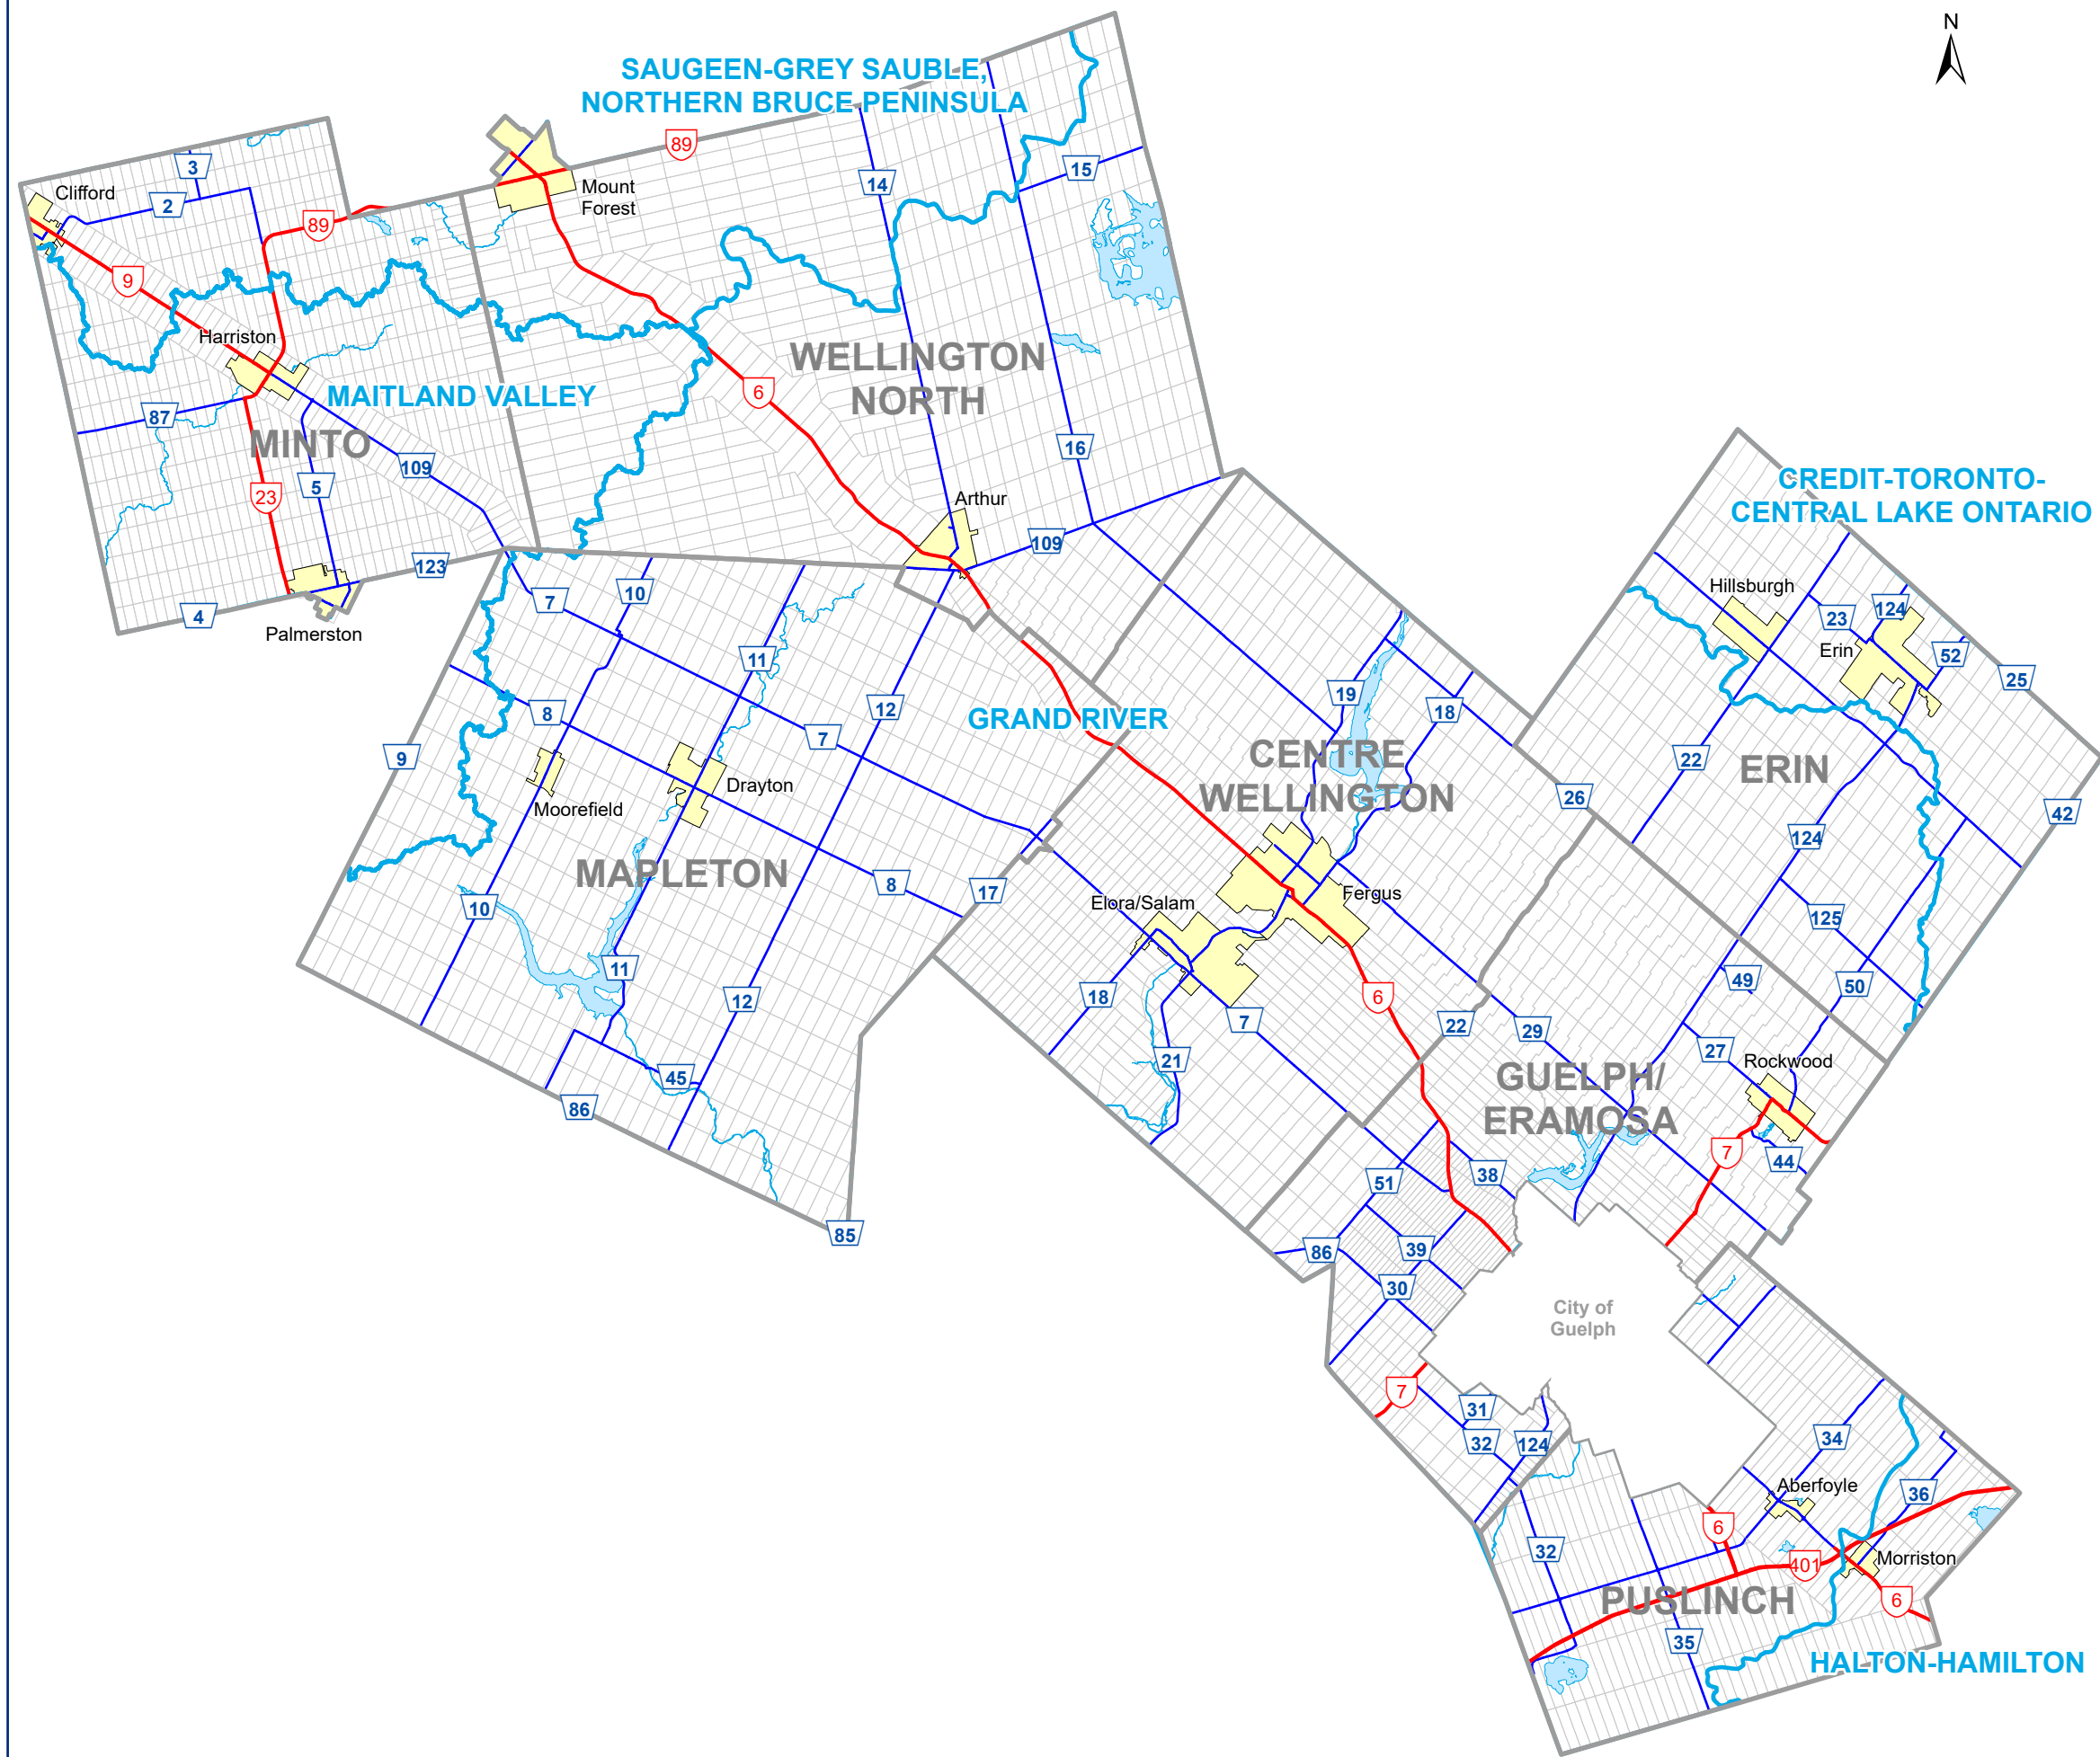 N
SAUGEEN-GREY SAUBLE,
NORTHERN BRUCE PENINSULA
89
3
14
15
Clifford
Mount
Forest
2
89
9
Harriston
WELLINGTON
NORTH
6
MAITLAND VALLEY
87
MINTO
109
16
5
23
Arthur
CREDIT-TORONTO-
CENTRAL LAKE ONTARIO
109
123
4
Palmerston
7
10
Hillsburgh
23
124
Erin
52
25
11
19
18
12
8
GRAND RIVER
7
9
CENTRE
WELLINGTON
22
ERIN
26
42
Drayton
Moorefield
124
MAPLETON
8
17
Fergus
Elora/Salam
10
125
11
12
18
6
49
50
7
22
29
21
27
Rockwood
45
86
GUELPH/
ERAMOSA
7
44
51
38
85
86
39
30
City of
Guelph
7
31
32
124
34
Aberfoyle
36
6
32
401
Morriston
PUSLINCH
6
35
HALTON-HAMILTON